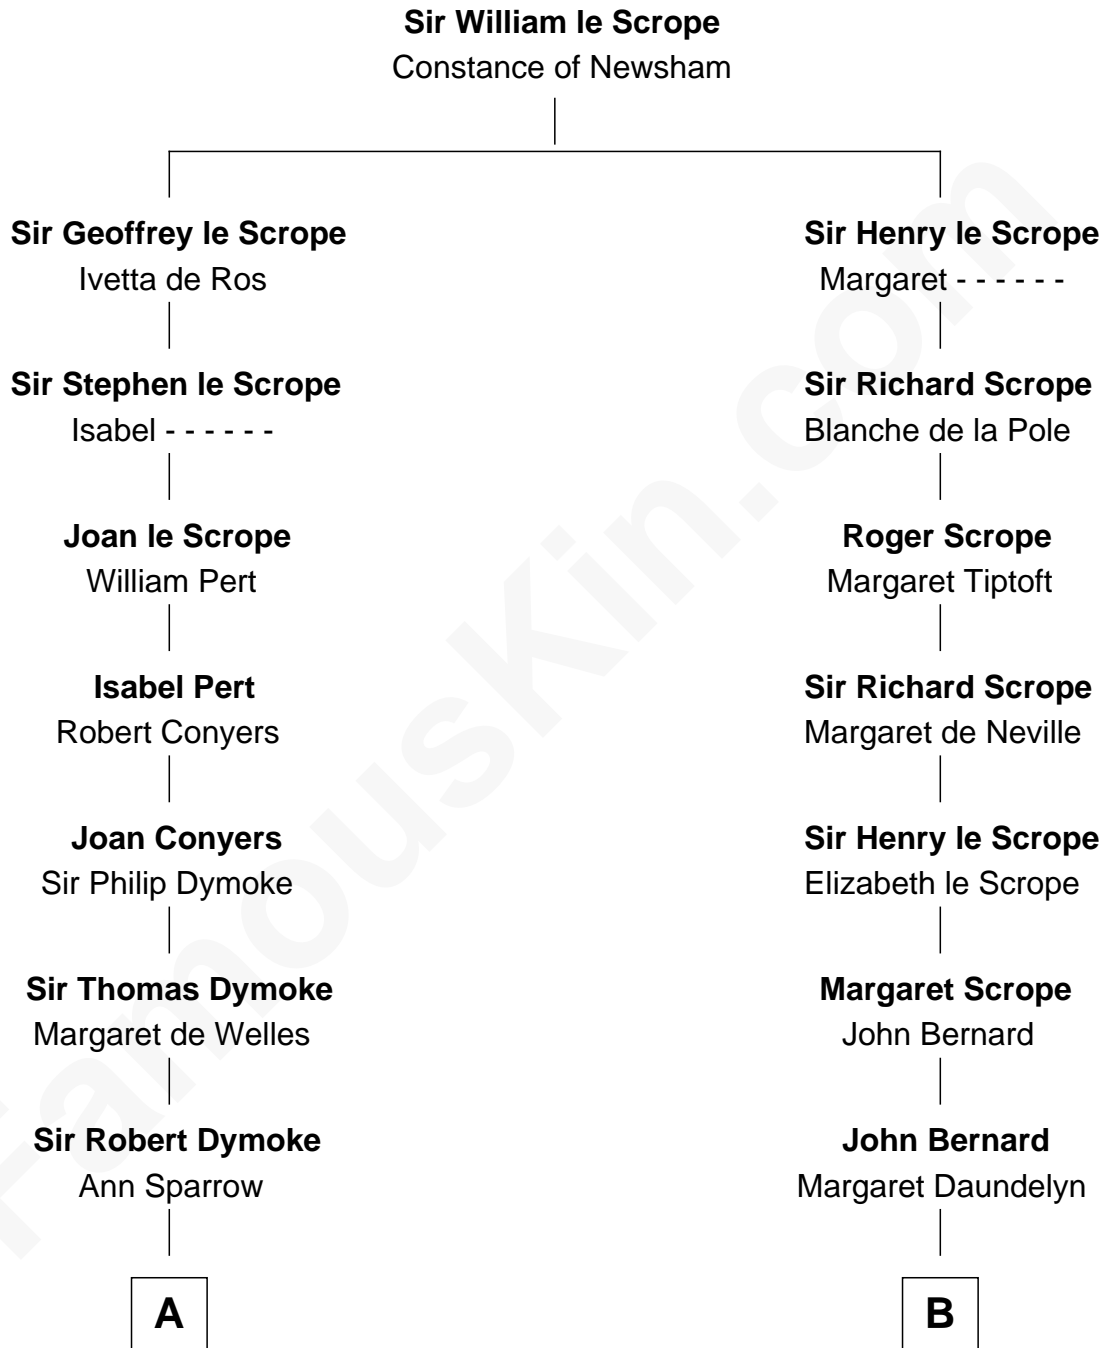 Sir William le Scrope
Constance of Newsham
Sir Geoffrey le Scrope
Ivetta de Ros
Sir Henry le Scrope
Margaret - - - - - -
Sir Stephen le Scrope
Isabel - - - - - -
Sir Richard Scrope
Blanche de la Pole
Joan le Scrope
William Pert
Roger Scrope
Margaret Tiptoft
Isabel Pert
Robert Conyers
Sir Richard Scrope
Margaret de Neville
Joan Conyers
Sir Philip Dymoke
Sir Henry le Scrope
Elizabeth le Scrope
Sir Thomas Dymoke
Margaret de Welles
Margaret Scrope
John Bernard
Sir Robert Dymoke
Ann Sparrow
John Bernard
Margaret Daundelyn
A
B
FamousKin.com